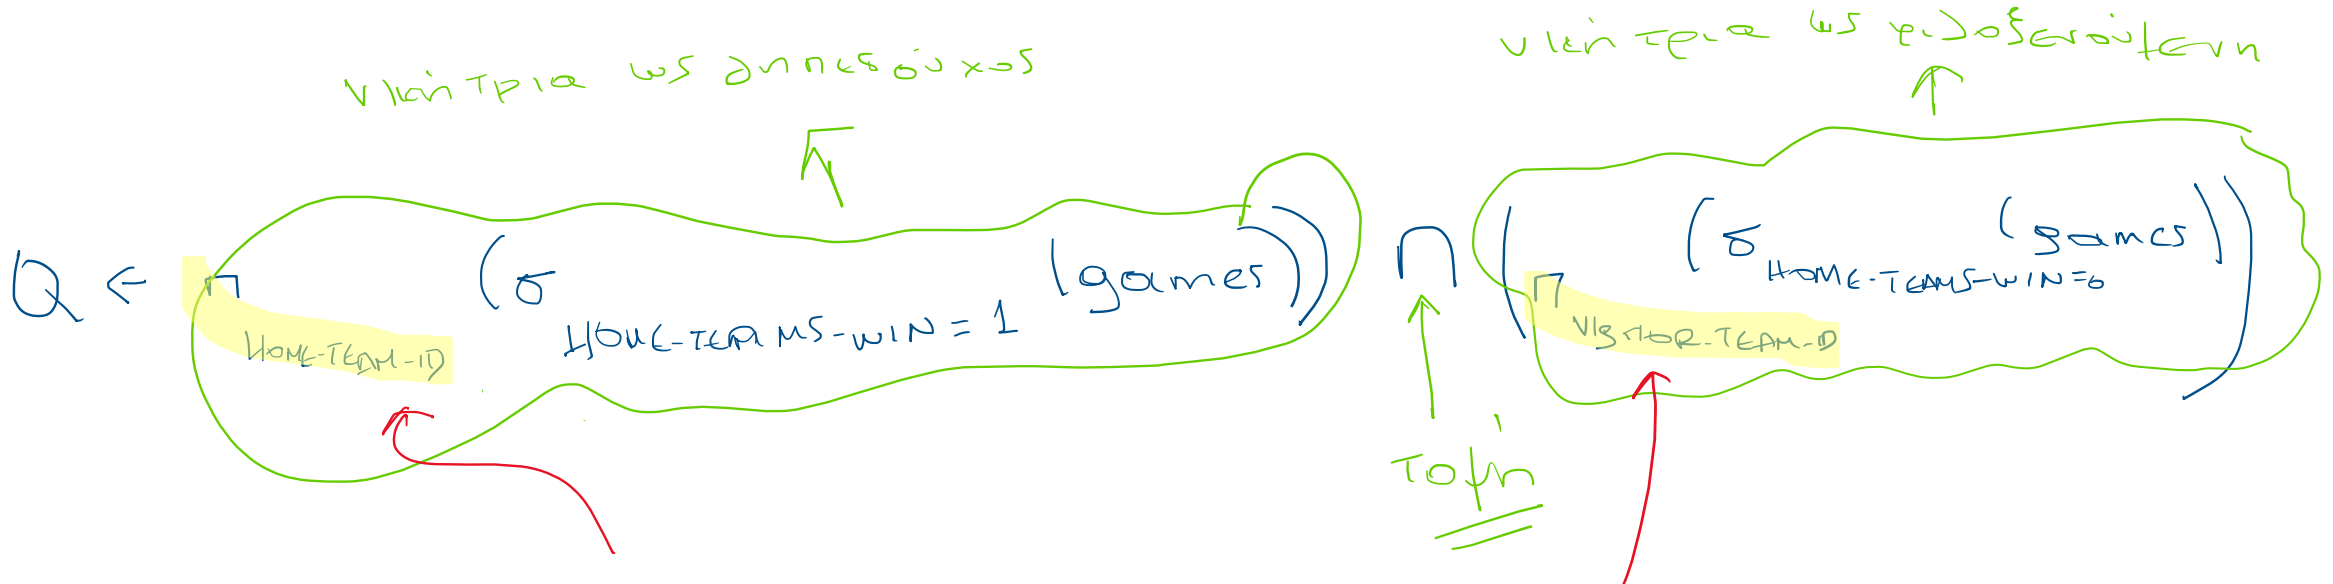 νικήτρια ως γηπεδούχος
νικήτρια ως φιλοξενούμενη
Q ← π HOME-TEAM-ID (σ HOME-TEAMS-WIN = 1 (games)) ∩ (π VISITOR-TEAM-ID (σ HOME-TEAMS-WIN=0 (games)))
τομή